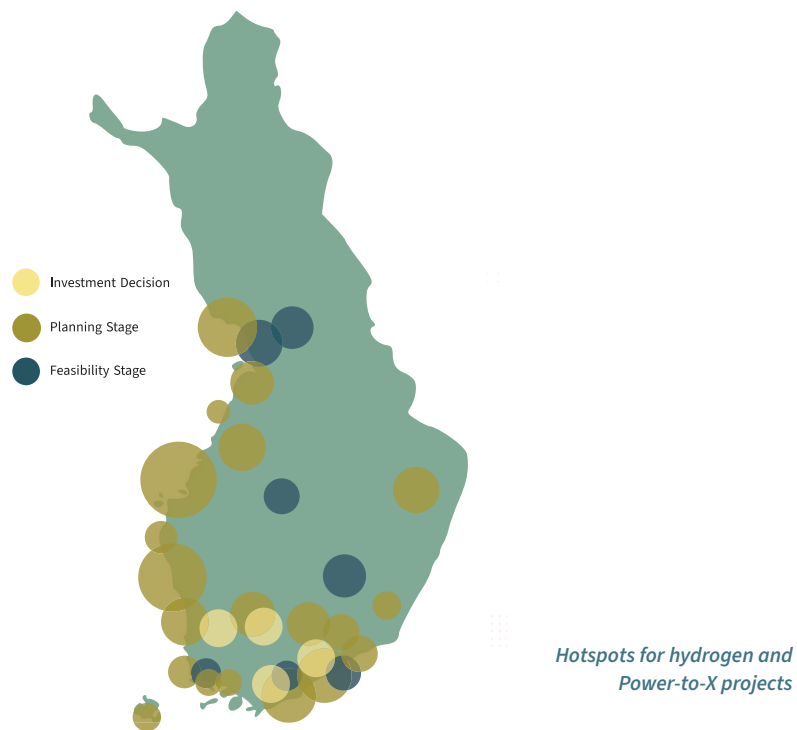 Investment Decision
Planning Stage
Feasibility Stage
Hotspots for hydrogen and
Power-to-X projects